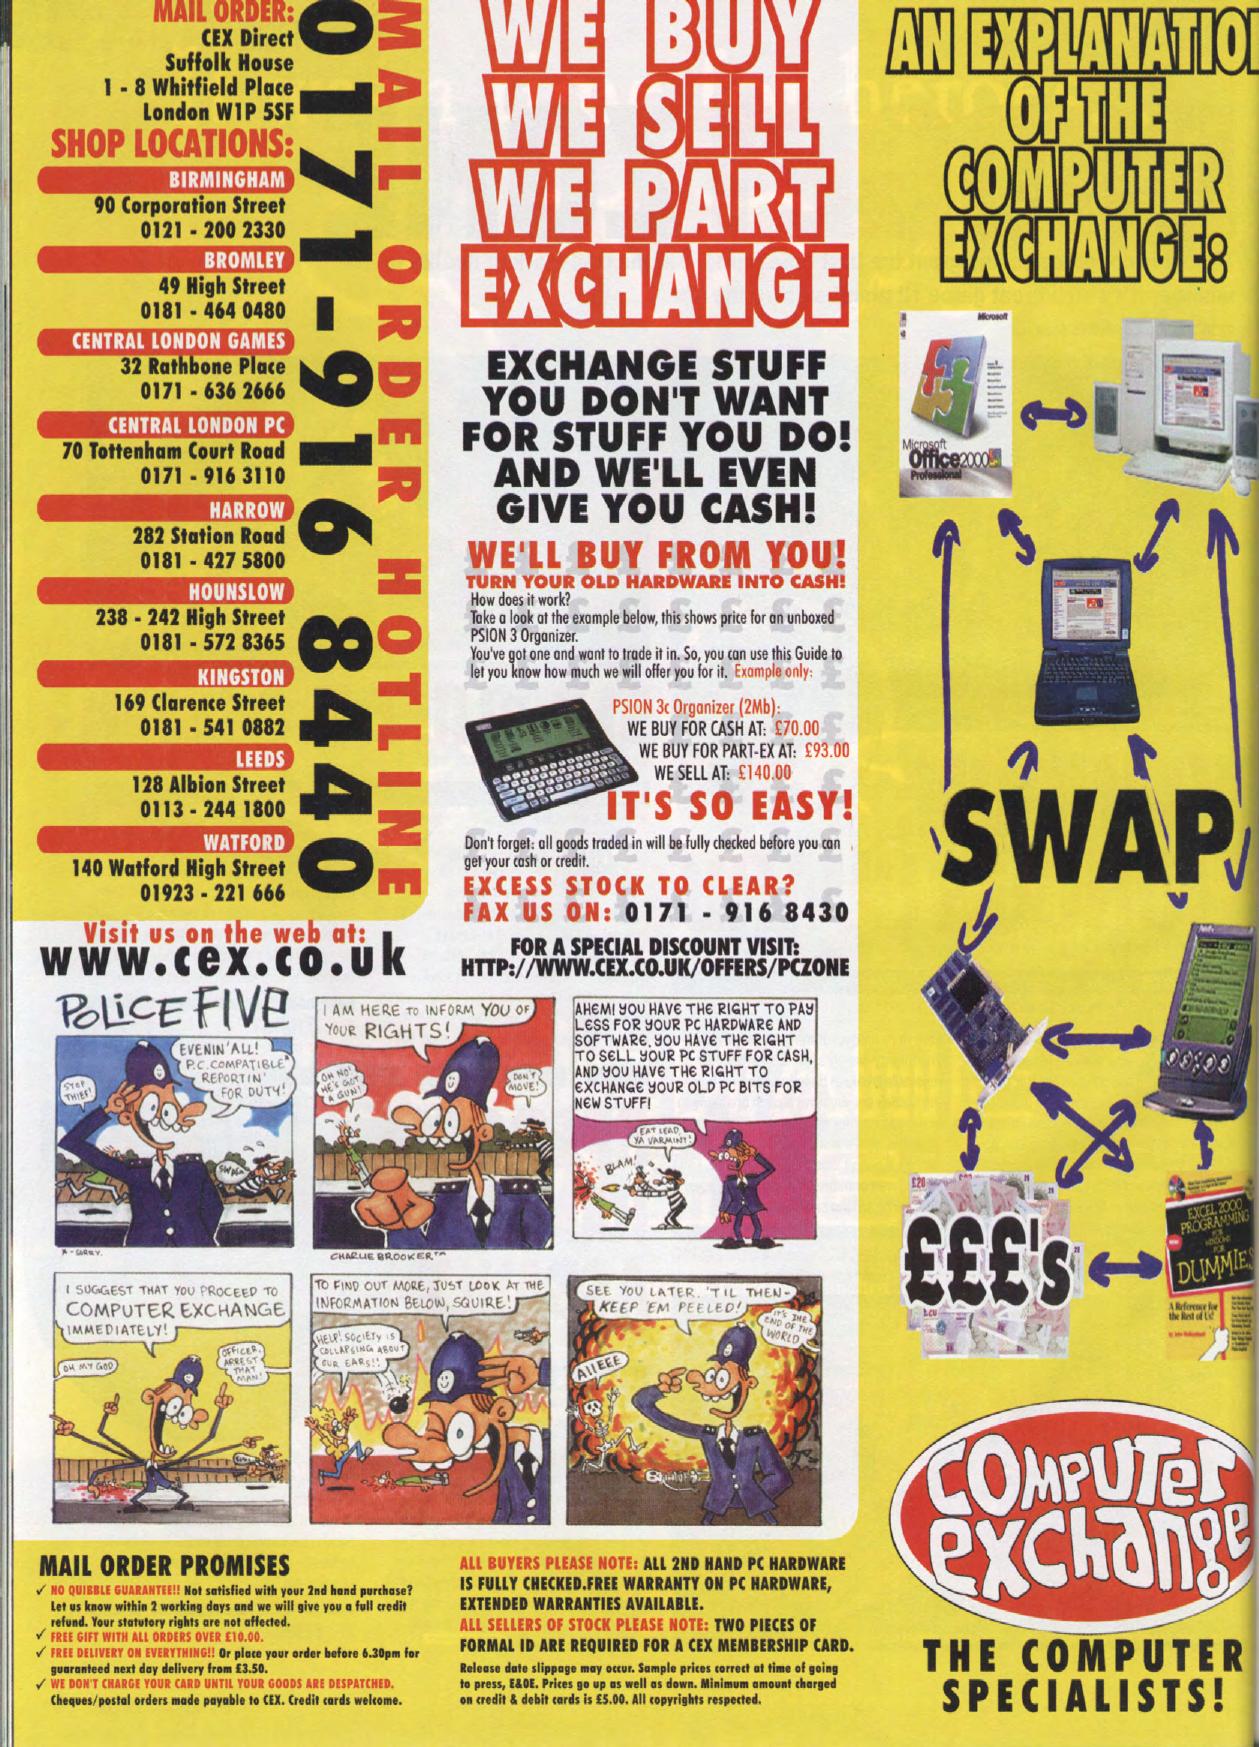 MAIL ORDER:
CEX Direct
Suffolk House
1 - 8 Whitfield Place
London W1P 5SF
SHOP LOCATIONS:
BIRMINGHAM
90 Corporation Street
0121 - 200 2330
BROMLEY
49 High Street
0181 - 464 0480
CENTRAL LONDON GAMES
32 Rathbone Place
0171 - 636 2666
CENTRAL LONDON PC
70 Tottenham Court Road
0171 - 916 3110
HARROW
282 Station Road
0181 - 427 5800
HOUNSLOW
238 - 242 High Street
0181 - 572 8365
KINGSTON
169 Clarence Street
0181 - 541 0882
LEEDS
128 Albion Street
0113 - 244 1800
WATFORD
140 Watford High Street
01923 - 221 666
0171-916 8440
MAIL ORDER HOTLINE
Visit us on the web at:
www.cex.co.uk
WE BUY
WE SELL
WE PART
EXCHANGE
EXCHANGE STUFF
YOU DON'T WANT
FOR STUFF YOU DO!
AND WE'LL EVEN
GIVE YOU CASH!
WE'LL BUY FROM YOU!
TURN YOUR OLD HARDWARE INTO CASH!
How does it work?
Take a look at the example below, this shows price for an unboxed
PSION 3 Organizer.
You've got one and want to trade it in. So, you can use this Guide to
let you know how much we will offer you for it. Example only:
PSION 3c Organizer (2Mb):
WE BUY FOR CASH AT: £70.00
WE BUY FOR PART-EX AT: £93.00
WE SELL AT: £140.00
IT'S SO EASY!
Don't forget: all goods traded in will be fully checked before you can
get your cash or credit.
EXCESS STOCK TO CLEAR?
FAX US ON: 0171 - 916 8430
FOR A SPECIAL DISCOUNT VISIT:
HTTP://WWW.CEX.CO.UK/OFFERS/PCZONE
POLICE FIVE
STOP THIEF!
EVENIN' ALL!
P.C. COMPATIBLE*
REPORTIN'
FOR DUTY!
SWAG
* - SORRY.
I AM HERE TO INFORM YOU OF
YOUR RIGHTS!
OH NO!
HE'S GOT
A GUN!
DON'T
MOVE!
CHARLIE BROOKER™
AHEM! YOU HAVE THE RIGHT TO PAY
LESS FOR YOUR PC HARDWARE AND
SOFTWARE, YOU HAVE THE RIGHT
TO SELL YOUR PC STUFF FOR CASH,
AND YOU HAVE THE RIGHT TO
EXCHANGE YOUR OLD PC BITS FOR
NEW STUFF!
EAT LEAD,
YA VARMINT!
BLAM!
I SUGGEST THAT YOU PROCEED TO
COMPUTER EXCHANGE
IMMEDIATELY!
OH MY GOD
OFFICER,
ARREST
THAT
MAN!
TO FIND OUT MORE, JUST LOOK AT THE
INFORMATION BELOW, SQUIRE!
HELP! SOCIETY IS
COLLAPSING ABOUT
OUR EARS!!
SEE YOU LATER. 'TIL THEN-
KEEP 'EM PEELED!
IT'S THE
END OF THE
WORLD
AIIEEE
MAIL ORDER PROMISES
✓ NO QUIBBLE GUARANTEE!! Not satisfied with your 2nd hand purchase?
Let us know within 2 working days and we will give you a full credit
refund. Your statutory rights are not affected.
✓ FREE GIFT WITH ALL ORDERS OVER £10.00.
✓ FREE DELIVERY ON EVERYTHING!! Or place your order before 6.30pm for
guaranteed next day delivery from £3.50.
✓ WE DON'T CHARGE YOUR CARD UNTIL YOUR GOODS ARE DESPATCHED.
Cheques/postal orders made payable to CEX. Credit cards welcome.
ALL BUYERS PLEASE NOTE: ALL 2ND HAND PC HARDWARE
IS FULLY CHECKED.FREE WARRANTY ON PC HARDWARE,
EXTENDED WARRANTIES AVAILABLE.
ALL SELLERS OF STOCK PLEASE NOTE: TWO PIECES OF
FORMAL ID ARE REQUIRED FOR A CEX MEMBERSHIP CARD.
Release date slippage may occur. Sample prices correct at time of going
to press, E&OE. Prices go up as well as down. Minimum amount charged
on credit & debit cards is £5.00. All copyrights respected.
AN EXPLANATIO
OF THE
COMPUTER
EXCHANGE:
Microsoft
Microsoft
Office2000
Professional
SWAP
£20
£££'s
EXCEL 2000
PROGRAMMING
FOR
WINDOWS
FOR
DUMMIES
A Reference for
the Rest of Us!
COMPUTER
EXCHANGE
THE COMPUTER
SPECIALISTS!